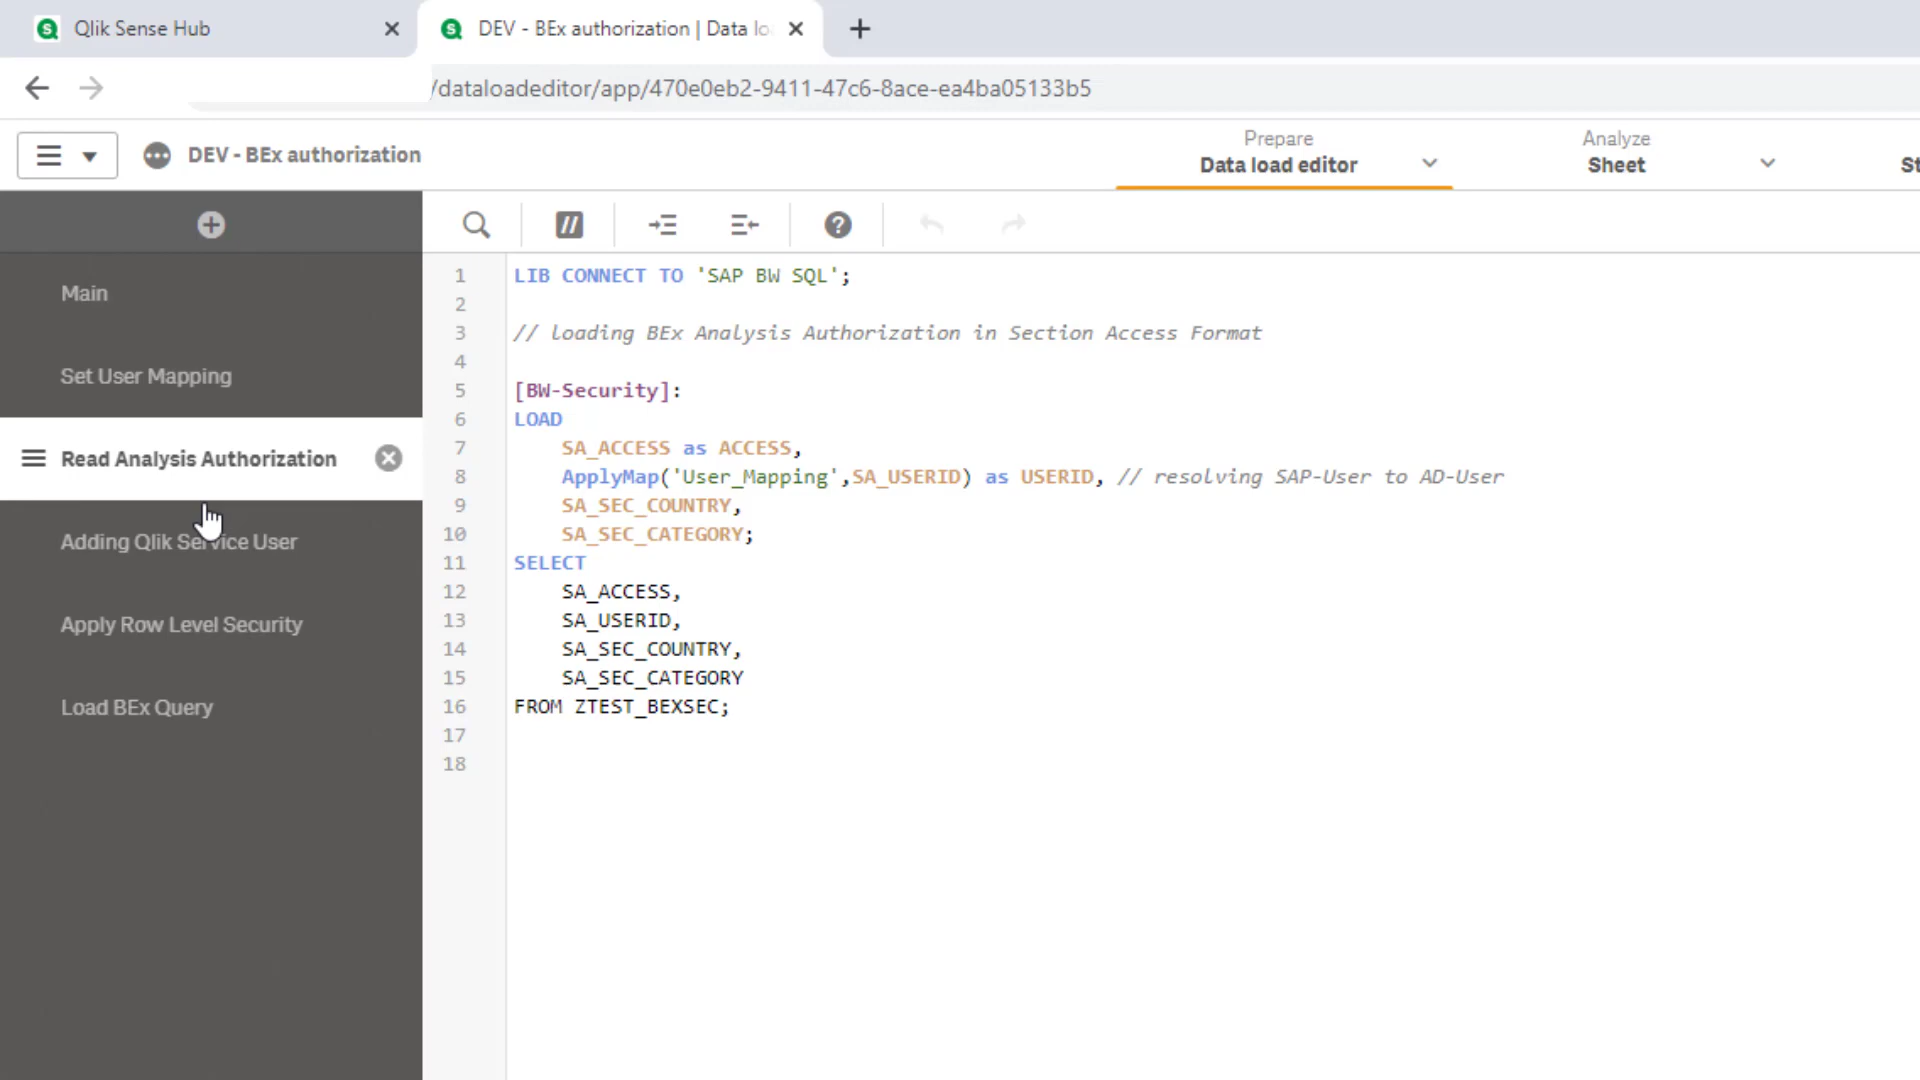 Qlik Sense Hub
DEV - BEx authorization | Data lo
/dataloadeditor/app/470e0eb2-9411-47c6-8ace-ea4ba05133b5
DEV - BEx authorization
Prepare
Data load editor
Analyze
Sheet
St
Main
Set User Mapping
Read Analysis Authorization
Adding Qlik Service User
Apply Row Level Security
Load BEx Query
1 LIB CONNECT TO 'SAP BW SQL';
2
3 // loading BEx Analysis Authorization in Section Access Format
4
5 [BW-Security]:
6 LOAD
7 SA_ACCESS as ACCESS,
8 ApplyMap('User_Mapping',SA_USERID) as USERID, // resolving SAP-User to AD-User
9 SA_SEC_COUNTRY,
10 SA_SEC_CATEGORY;
11 SELECT
12 SA_ACCESS,
13 SA_USERID,
14 SA_SEC_COUNTRY,
15 SA_SEC_CATEGORY
16 FROM ZTEST_BEXSEC;
17
18